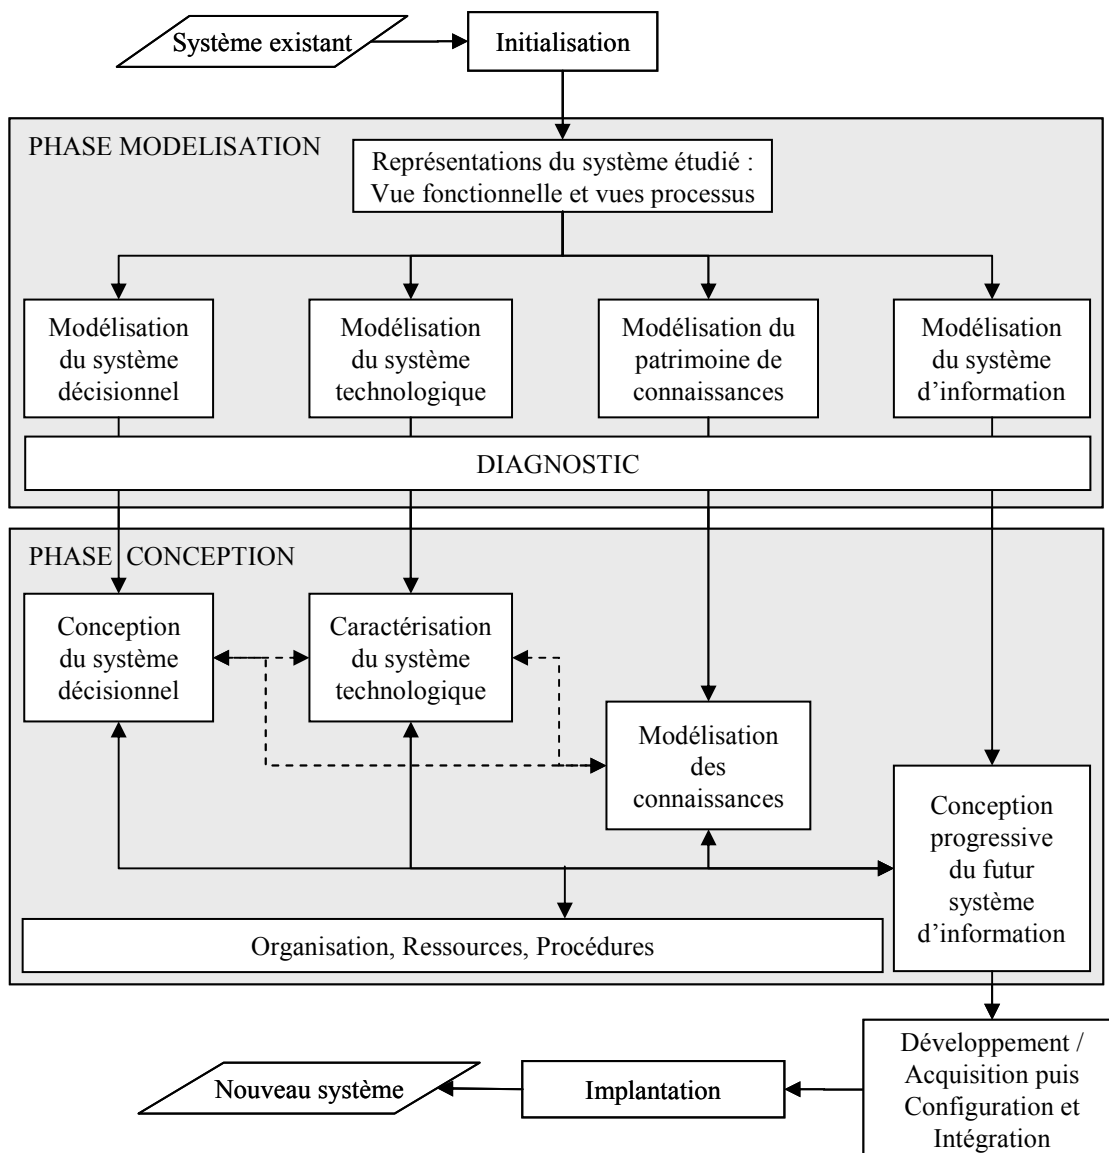 Système existant
Initialisation
PHASE MODELISATION
Représentations du système étudié :
Vue fonctionnelle et vues processus
Modélisation
du système
décisionnel
Modélisation
du système
technologique
Modélisation du
patrimoine de
connaissances
Modélisation
du système
d’information
DIAGNOSTIC
PHASE CONCEPTION
Conception
du système
décisionnel
Caractérisation
du système
technologique
Modélisation
des
connaissances
Conception
progressive
du futur
système
d’information
Organisation, Ressources, Procédures
Développement /
Acquisition puis
Configuration et
Intégration
Implantation
Nouveau système